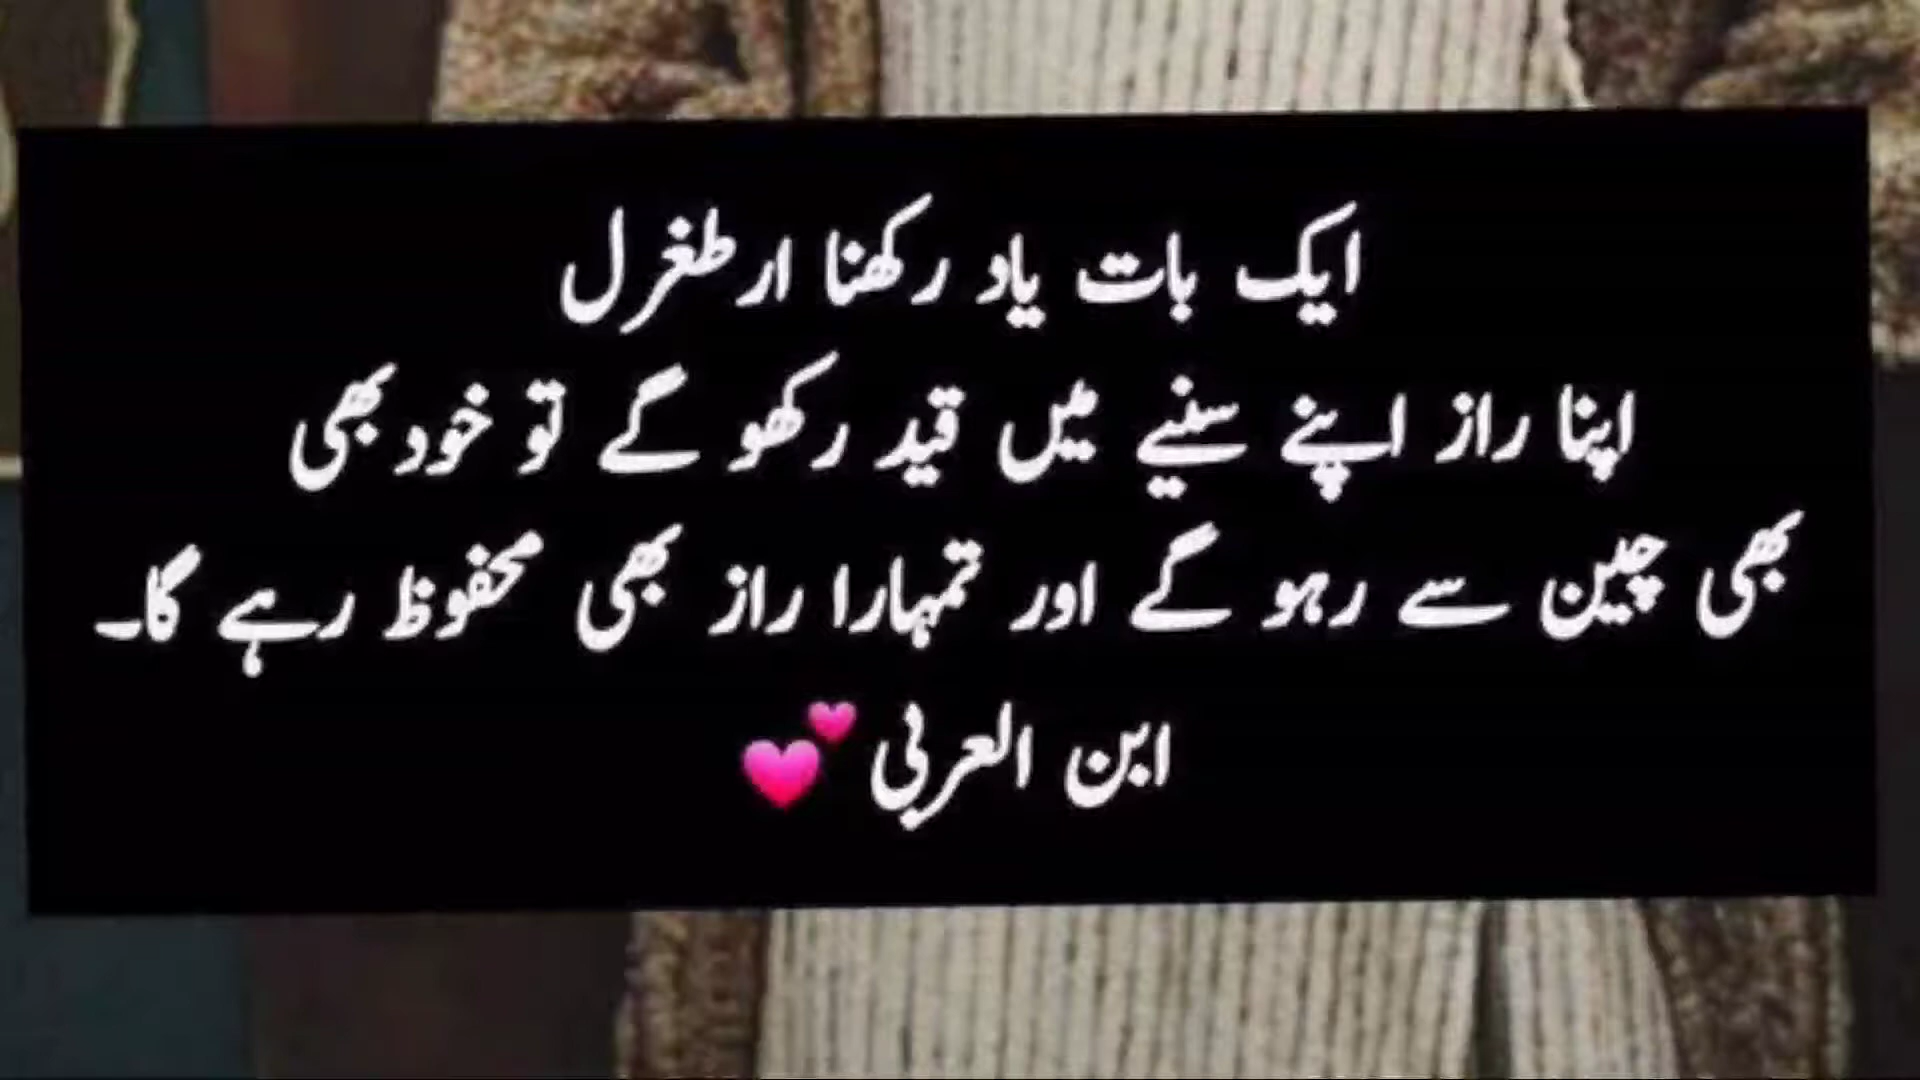 ایک بات یاد رکھنا ارطغرل
اپنا راز اپنے سنیے میں قید رکھو گے تو خود بھی
بھی چین سے رہو گے اور تمہارا راز بھی محفوظ رہے گا۔
ابن العربی 💕